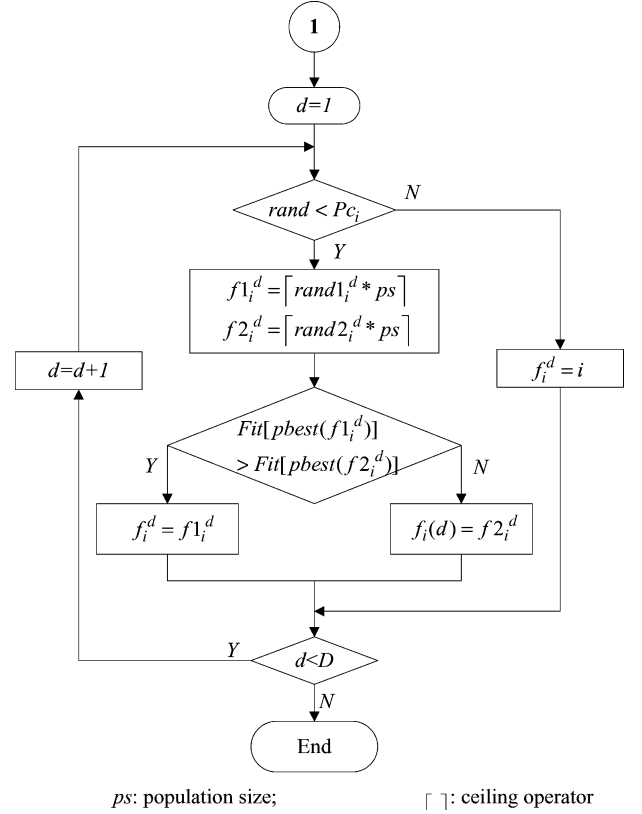 1
d=1
rand < Pc_i
N
Y
f1_i^d = ⌈rand1_i^d * ps⌉
f2_i^d = ⌈rand2_i^d * ps⌉
d=d+1
f_i^d = i
Fit[pbest(f1_i^d)]
> Fit[pbest(f2_i^d)]
Y
N
f_i^d = f1_i^d
f_i(d) = f2_i^d
Y
d<D
N
End
ps: population size;
⌈ ⌉: ceiling operator